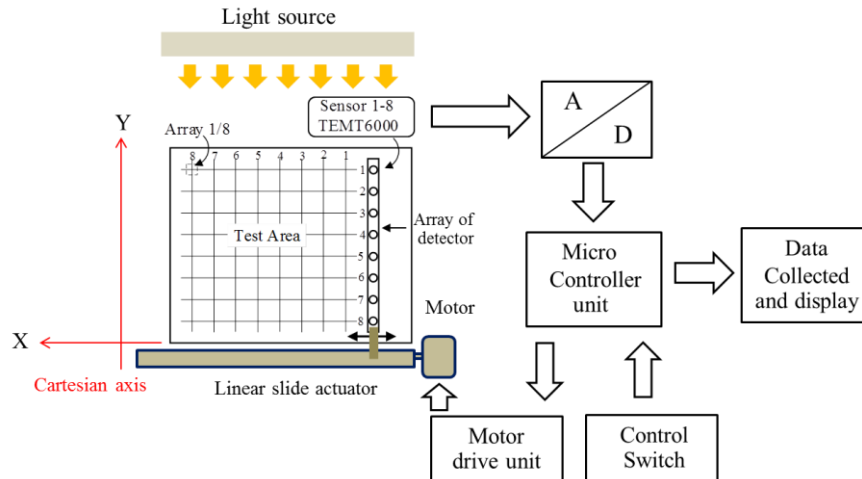 Light source
Sensor 1-8
TEMT6000
A
D
Y
Array 1/8
8 7 6 5 4 3 2 1
1
2
3
4
5
6
7
8
Test Area
Array of
detector
Micro
Controller
unit
Data
Collected
and display
Motor
X
Cartesian axis
Linear slide actuator
Motor
drive unit
Control
Switch